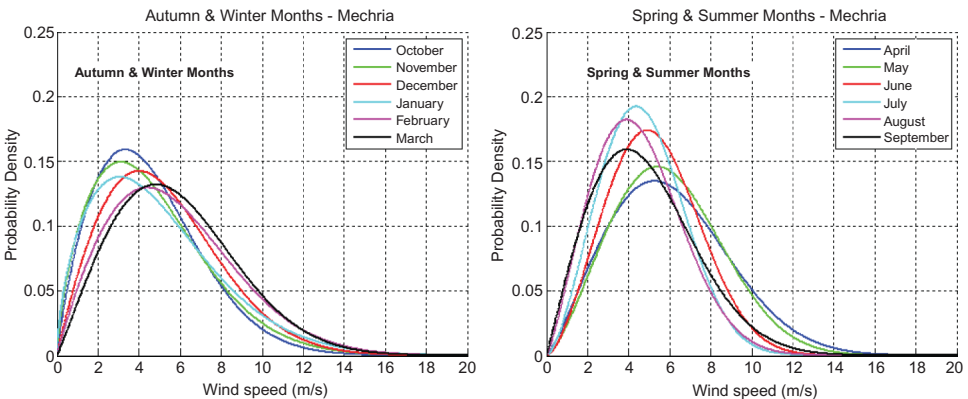 Autumn & Winter Months - Mechria
0.25
0.2
0.15
0.1
0.05
0
Probability Density
Autumn & Winter Months
October
November
December
January
February
March
0 2 4 6 8 10 12 14 16 18 20
Wind speed (m/s)
Spring & Summer Months - Mechria
0.25
0.2
0.15
0.1
0.05
0
Probability Density
Spring & Summer Months
April
May
June
July
August
September
0 2 4 6 8 10 12 14 16 18 20
Wind speed (m/s)